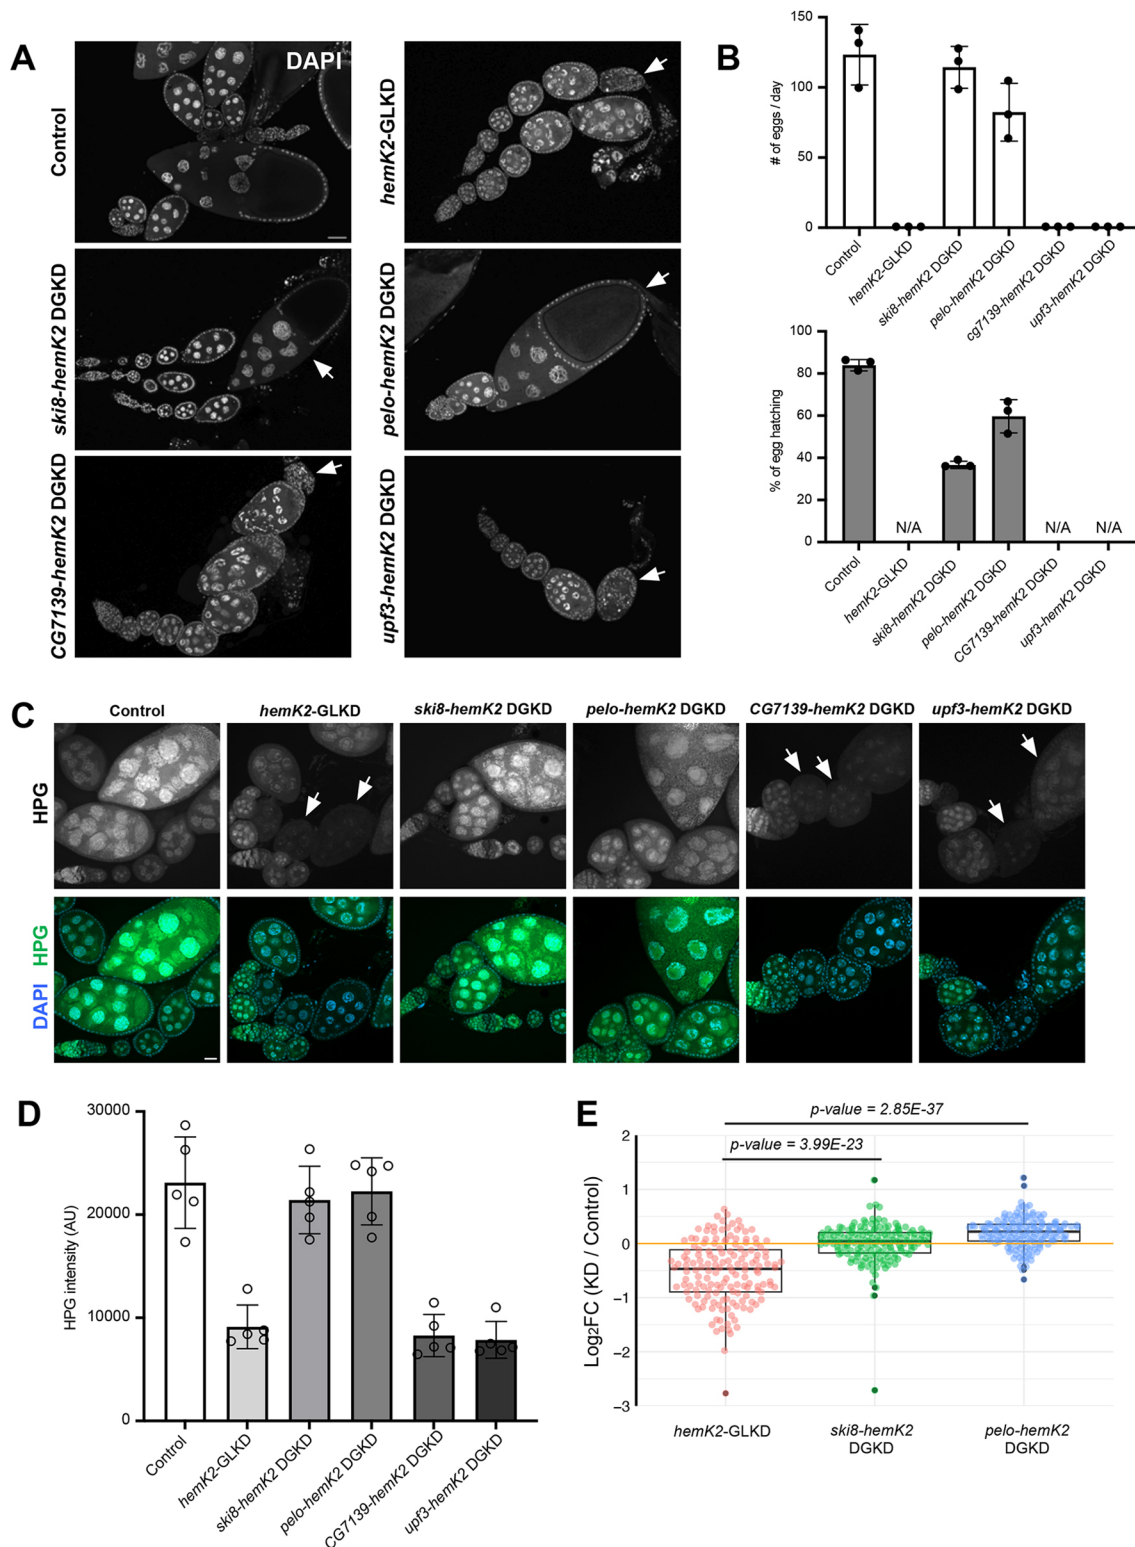 A
DAPI
Control
hemK2-GLKD
ski8-hemK2 DGKD
pelo-hemK2 DGKD
CG7139-hemK2 DGKD
upf3-hemK2 DGKD
B
# of eggs / day
150
100
50
0
Control
hemK2-GLKD
ski8-hemK2 DGKD
pelo-hemK2 DGKD
cg7139-hemK2 DGKD
upf3-hemK2 DGKD
% of egg hatching
100
80
60
40
20
0
N/A
N/A
N/A
Control
hemK2-GLKD
ski8-hemK2 DGKD
pelo-hemK2 DGKD
CG7139-hemK2 DGKD
upf3-hemK2 DGKD
C
Control
hemK2-GLKD
ski8-hemK2 DGKD
pelo-hemK2 DGKD
CG7139-hemK2 DGKD
upf3-hemK2 DGKD
HPG
DAPI HPG
D
HPG intensity (AU)
30000
20000
10000
0
Control
hemK2-GLKD
ski8-hemK2 DGKD
pelo-hemK2 DGKD
CG7139-hemK2 DGKD
upf3-hemK2 DGKD
E
p-value = 2.85E-37
p-value = 3.99E-23
Log₂FC (KD / Control)
2
1
0
−1
−2
−3
hemK2-GLKD
ski8-hemK2
DGKD
pelo-hemK2
DGKD